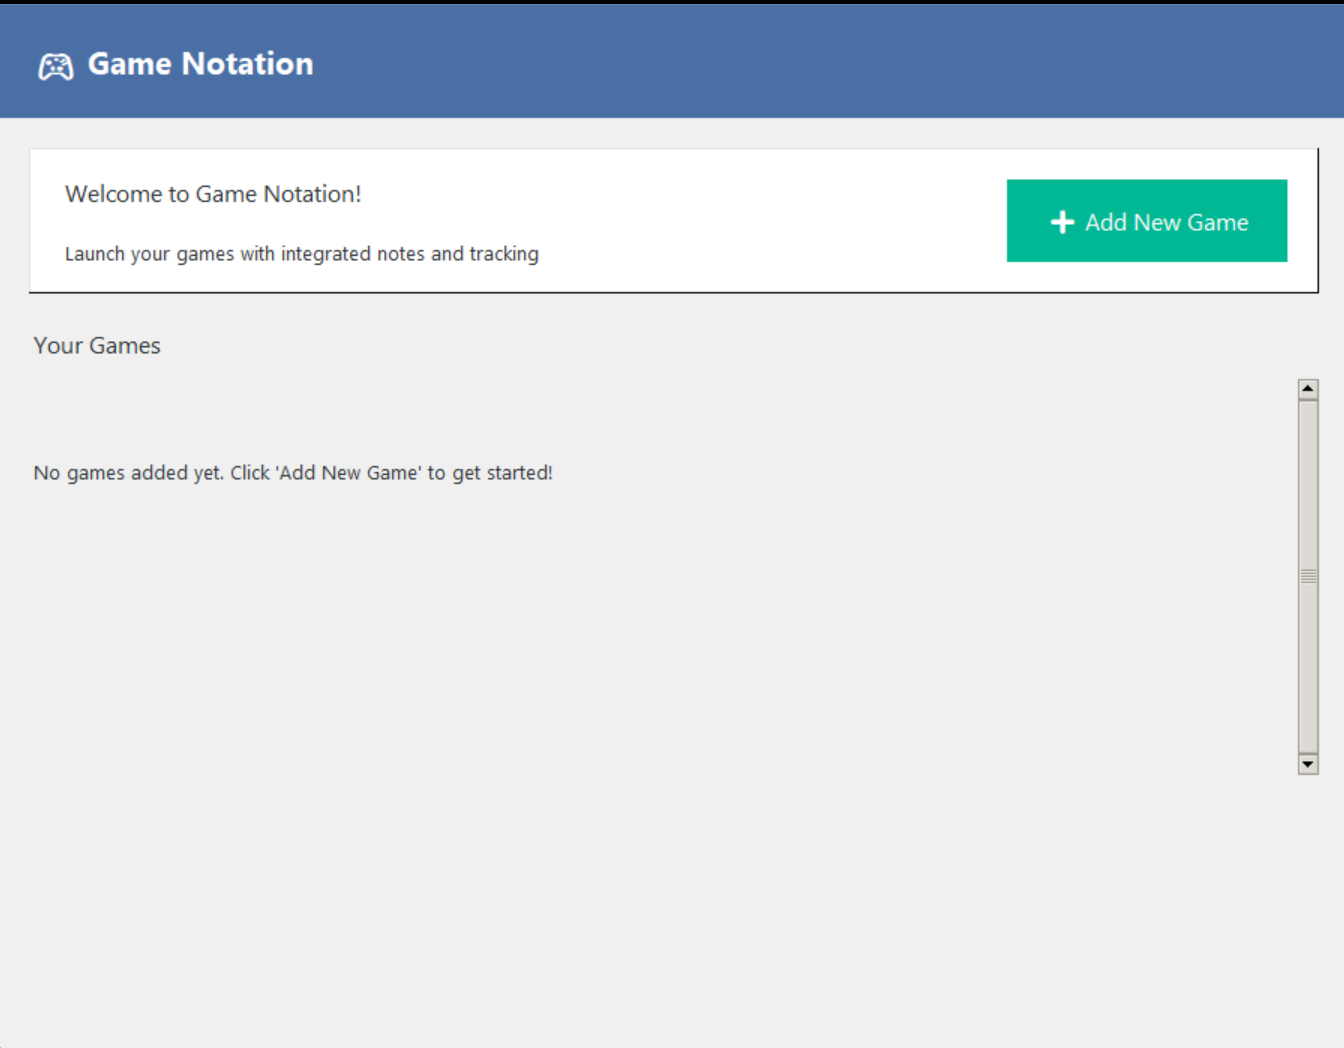 Game Notation
Welcome to Game Notation!
Add New Game
Launch your games with integrated notes and tracking
Your Games
No games added yet. Click 'Add New Game' to get started!